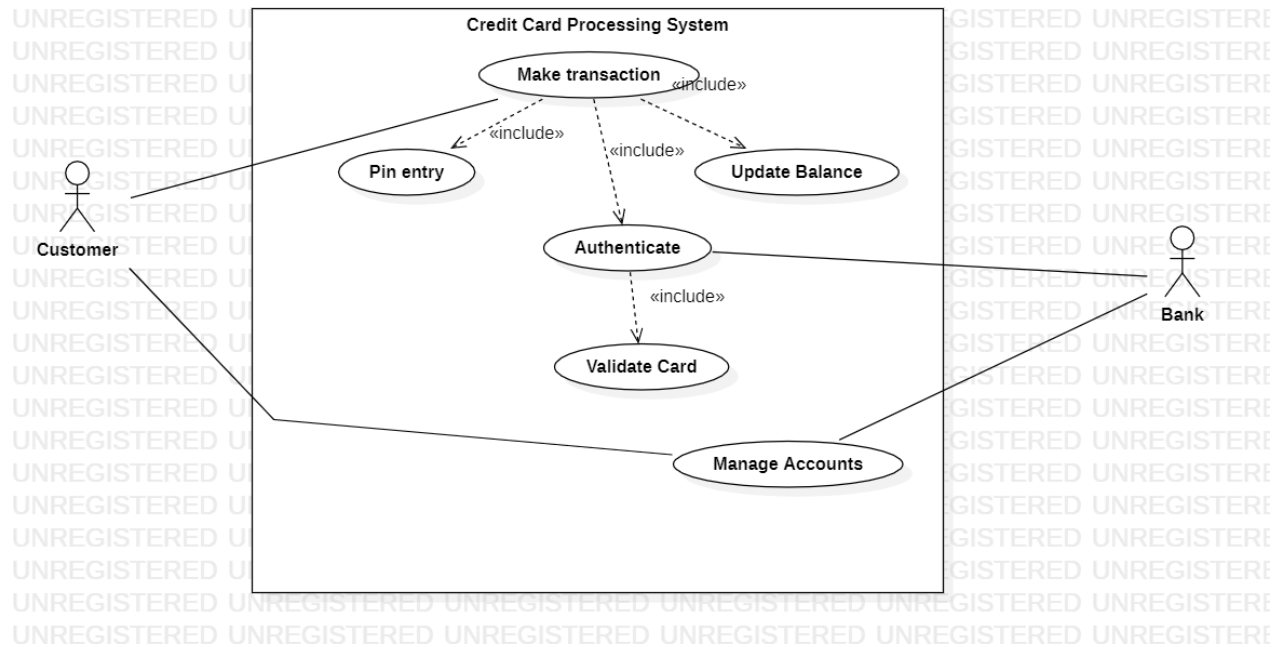 Credit Card Processing System
Make transaction
«include»
«include»
«include»
Pin entry
Update Balance
Authenticate
Customer
«include»
Bank
Validate Card
Manage Accounts
UNREGISTERED UNREGISTERED UNREGISTERED UNREGISTERED UNREGISTERED UNREGISTERE